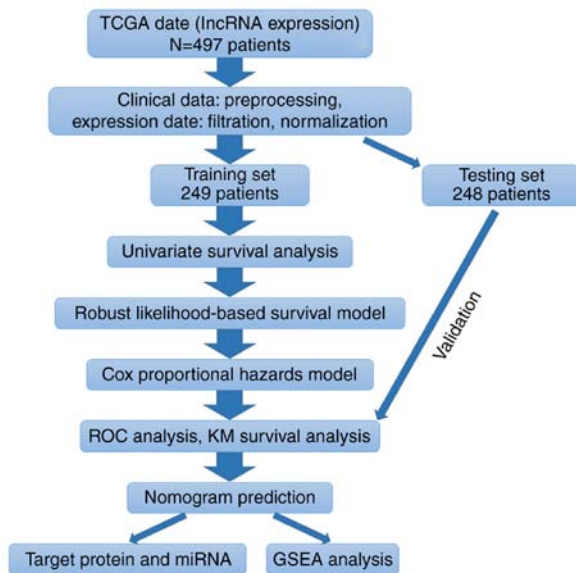 TCGA date (lncRNA expression)
N=497 patients
Clinical data: preprocessing,
expression date: filtration, normalization
Training set
249 patients
Testing set
248 patients
Univariate survival analysis
Robust likelihood-based survival model
Validation
Cox proportional hazards model
ROC analysis, KM survival analysis
Nomogram prediction
Target protein and miRNA
GSEA analysis